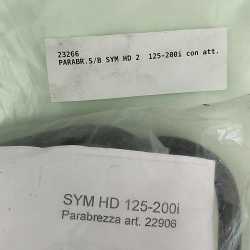 23266
PARABR.S/B SYM HD 2 125-200i con att.
SYM HD 125-200i
Parabrezza art. 22906